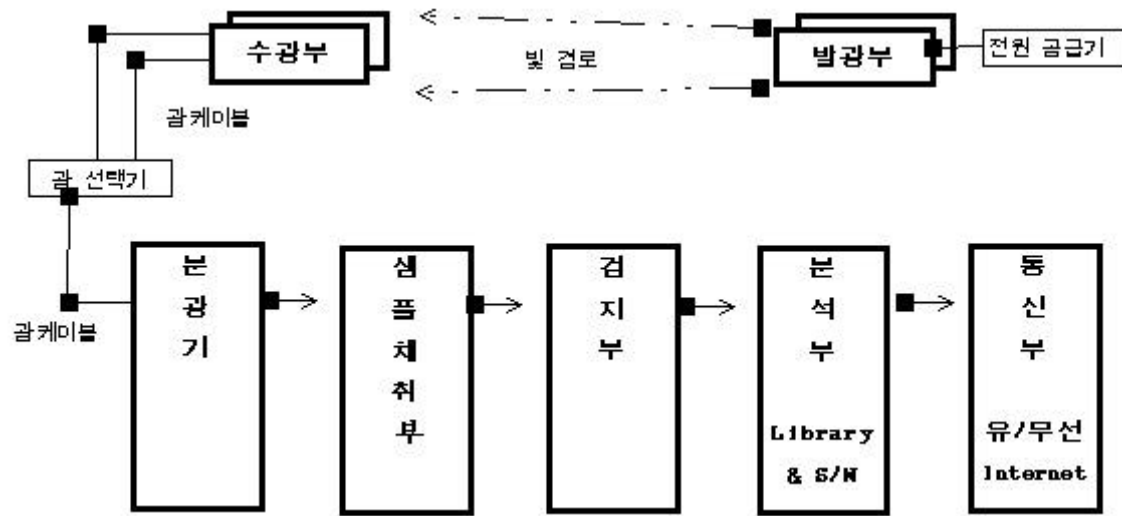 수광부
빛 검로
발광부
전원 공급기
광케이블
광 선택기
광케이블
분광기
샘플채취부
검지부
분석부
Library
& S/W
통신부
유/무선
Internet